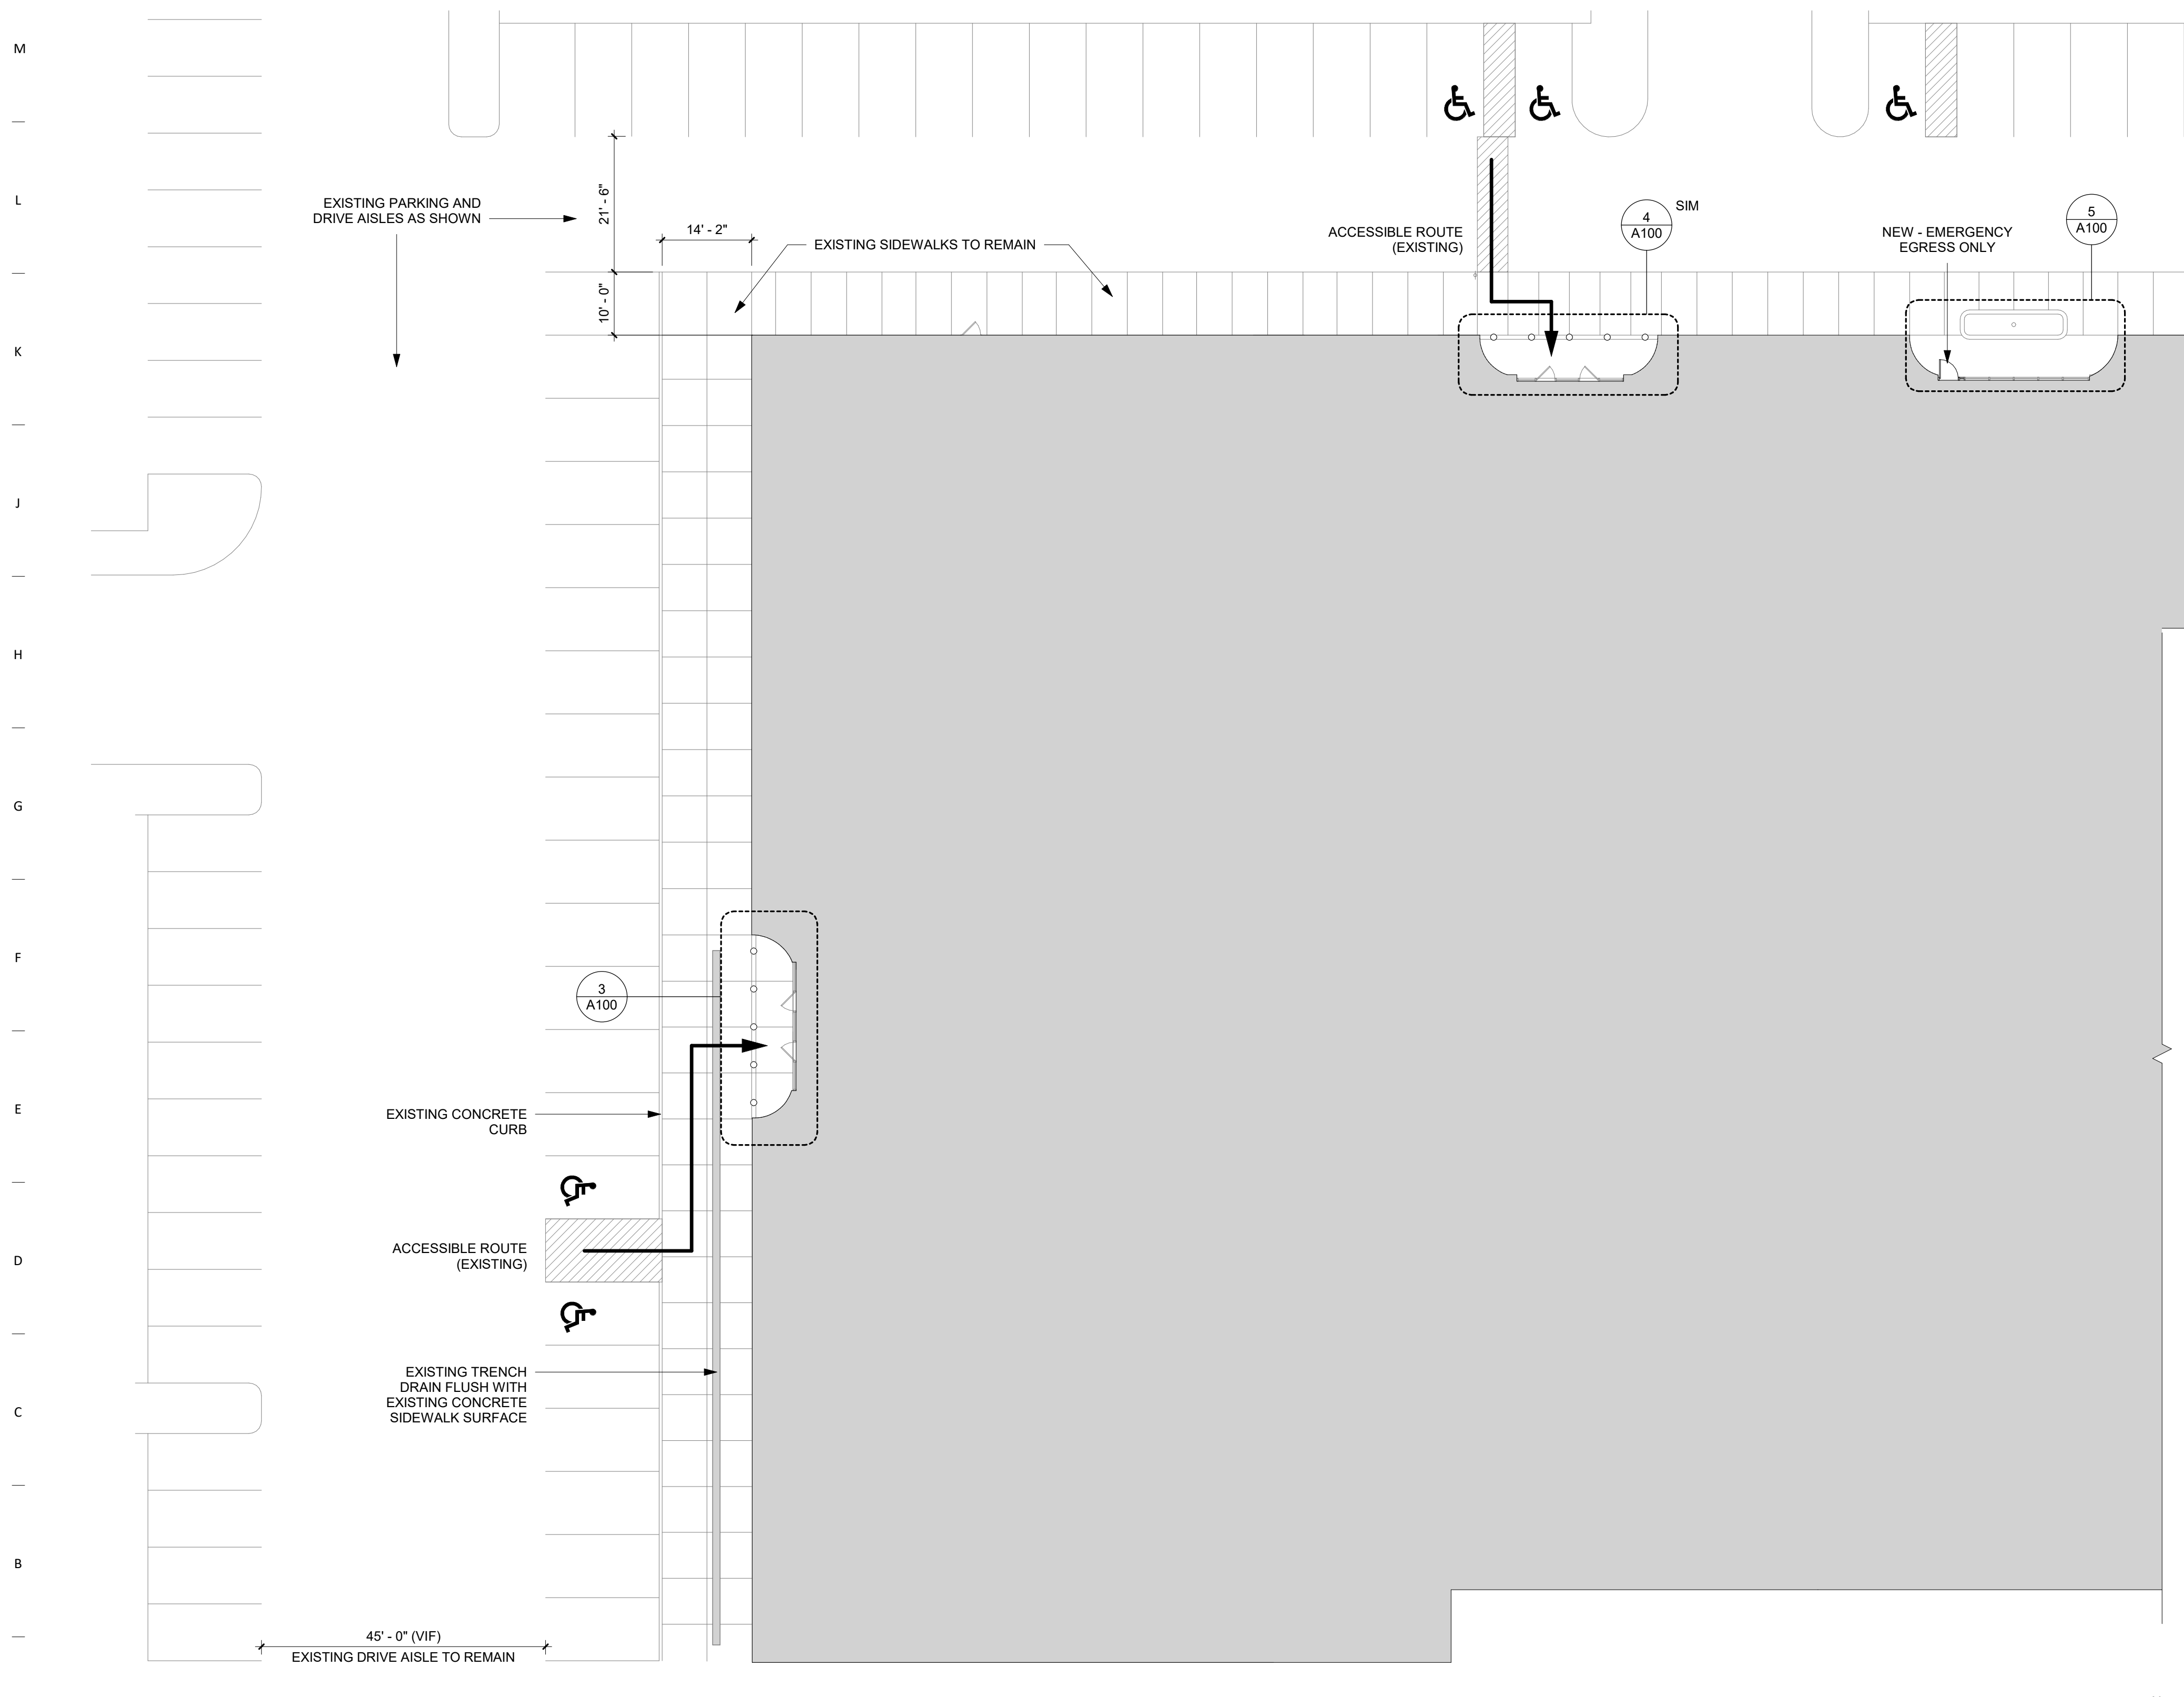 M
L
K
J
H
G
F
E
D
C
B
EXISTING PARKING AND
DRIVE AISLES AS SHOWN
21' - 6"
14' - 2"
10' - 0"
EXISTING SIDEWALKS TO REMAIN
ACCESSIBLE ROUTE
(EXISTING)
4
A100
SIM
NEW - EMERGENCY
EGRESS ONLY
5
A100
3
A100
EXISTING CONCRETE
CURB
ACCESSIBLE ROUTE
(EXISTING)
EXISTING TRENCH
DRAIN FLUSH WITH
EXISTING CONCRETE
SIDEWALK SURFACE
45' - 0" (VIF)
EXISTING DRIVE AISLE TO REMAIN